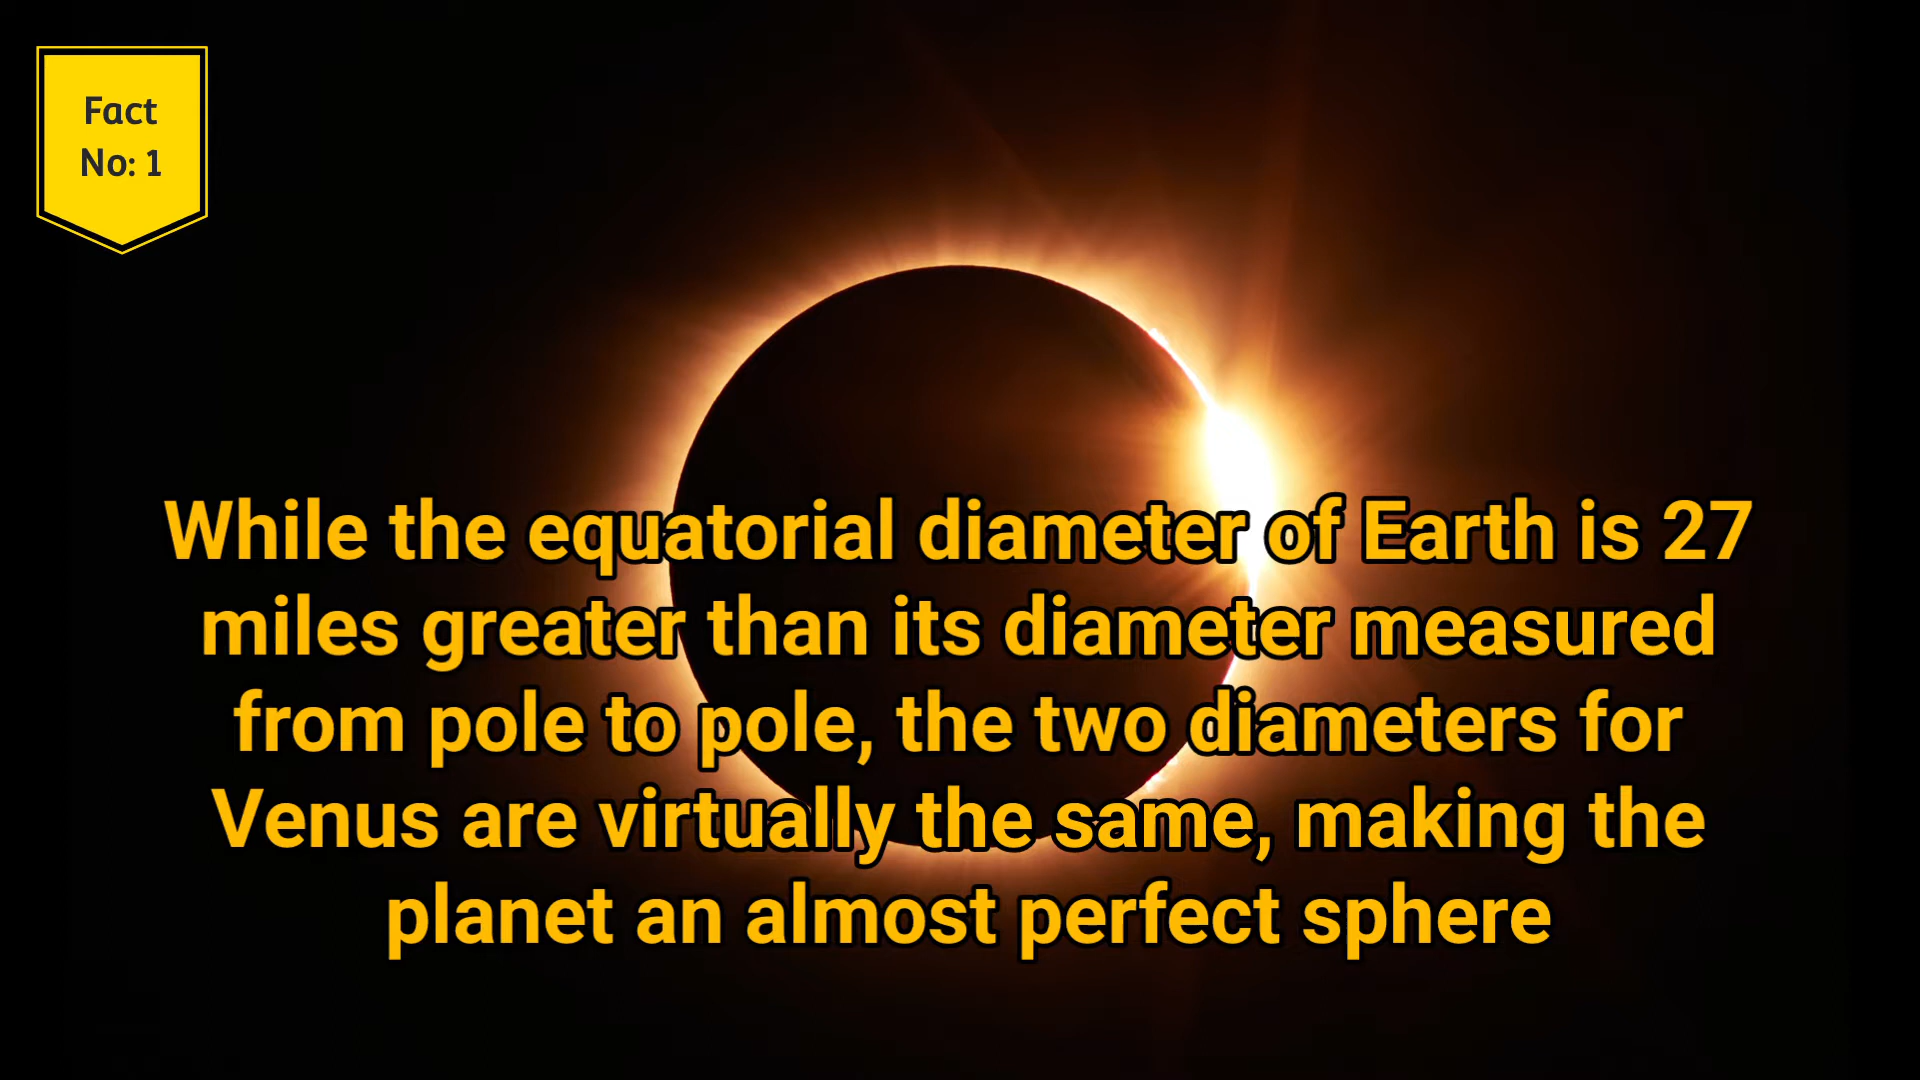 Fact
No: 1
While the equatorial diameter of Earth is 27
miles greater than its diameter measured
from pole to pole, the two diameters for
Venus are virtually the same, making the
planet an almost perfect sphere